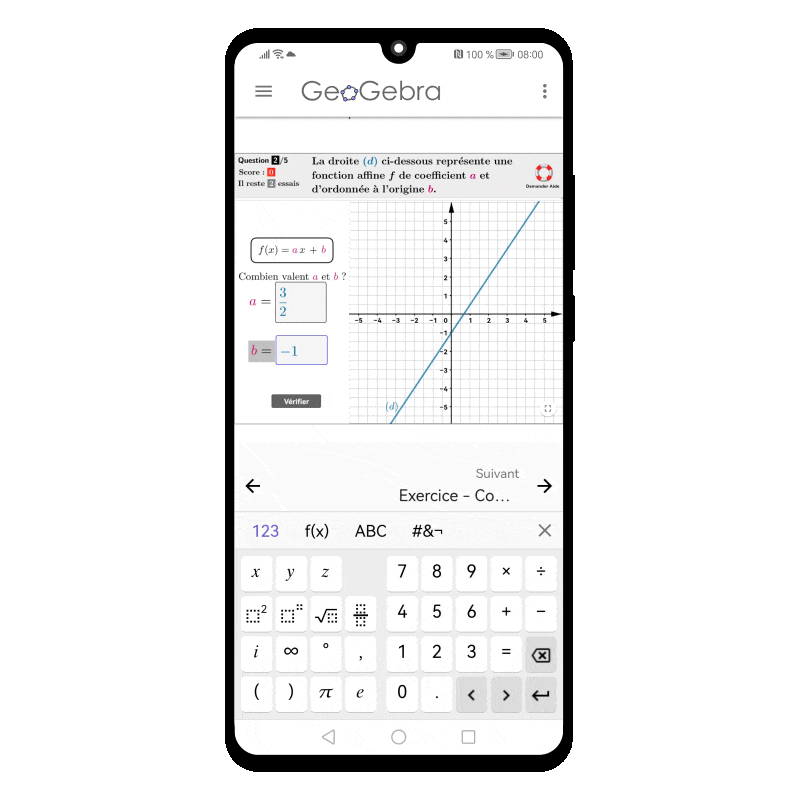 100 % 08:00
GeoGebra
Question 2/5
Score : 0
Il reste 2 essais
La droite (d) ci-dessous représente une
fonction affine f de coefficient a et
d'ordonnée à l'origine b.
Demander Aide
f(x) = a x + b
Combien valent a et b ?
a = 3/2
b = −1
Vérifier
5
4
3
2
1
−5 −4 −3 −2 −1 0 1 2 3 4 5
−1
−2
−3
−4
−5
(d)
Suivant
Exercice - Co...
123 f(x) ABC #&¬
x y z 7 8 9 × ÷
2 √ 4 5 6 + −
i ∞ ° , 1 2 3 =
( ) π e 0 . < >